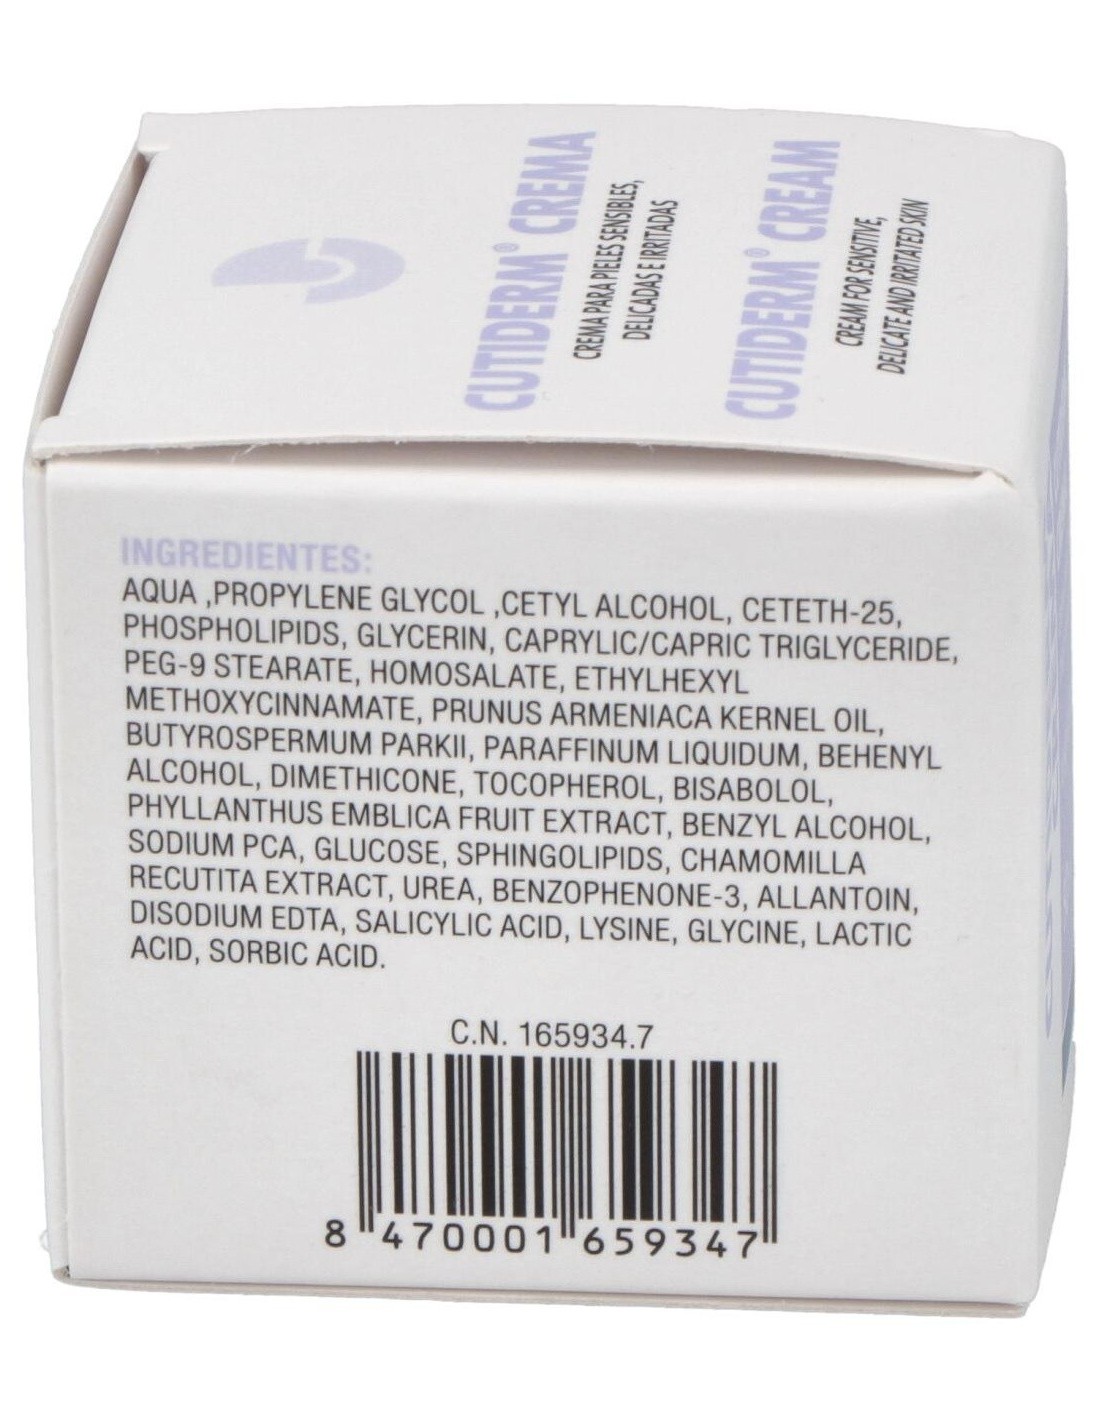 CUTIDERM® CREMA
CREMA PARA PIELES SENSIBLES,
DELICADAS E IRRITADAS
CUTIDERM® CREAM
CREAM FOR SENSITIVE,
DELICATE AND IRRITATED SKIN
INGREDIENTES:
AQUA ,PROPYLENE GLYCOL ,CETYL ALCOHOL, CETETH-25,
PHOSPHOLIPIDS, GLYCERIN, CAPRYLIC/CAPRIC TRIGLYCERIDE,
PEG-9 STEARATE, HOMOSALATE, ETHYLHEXYL
METHOXYCINNAMATE, PRUNUS ARMENIACA KERNEL OIL,
BUTYROSPERMUM PARKII, PARAFFINUM LIQUIDUM, BEHENYL
ALCOHOL, DIMETHICONE, TOCOPHEROL, BISABOLOL,
PHYLLANTHUS EMBLICA FRUIT EXTRACT, BENZYL ALCOHOL,
SODIUM PCA, GLUCOSE, SPHINGOLIPIDS, CHAMOMILLA
RECUTITA EXTRACT, UREA, BENZOPHENONE-3, ALLANTOIN,
DISODIUM EDTA, SALICYLIC ACID, LYSINE, GLYCINE, LACTIC
ACID, SORBIC ACID.
C.N. 165934.7
8 470001 659347